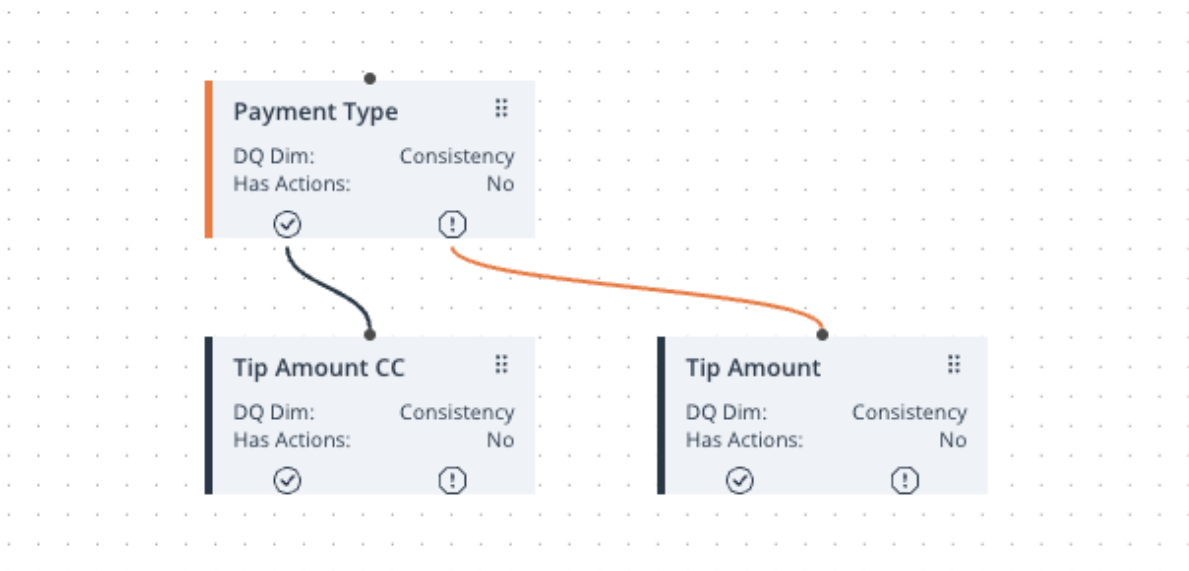 Payment Type
DQ Dim: Consistency
Has Actions: No
Tip Amount CC
DQ Dim: Consistency
Has Actions: No
Tip Amount
DQ Dim: Consistency
Has Actions: No